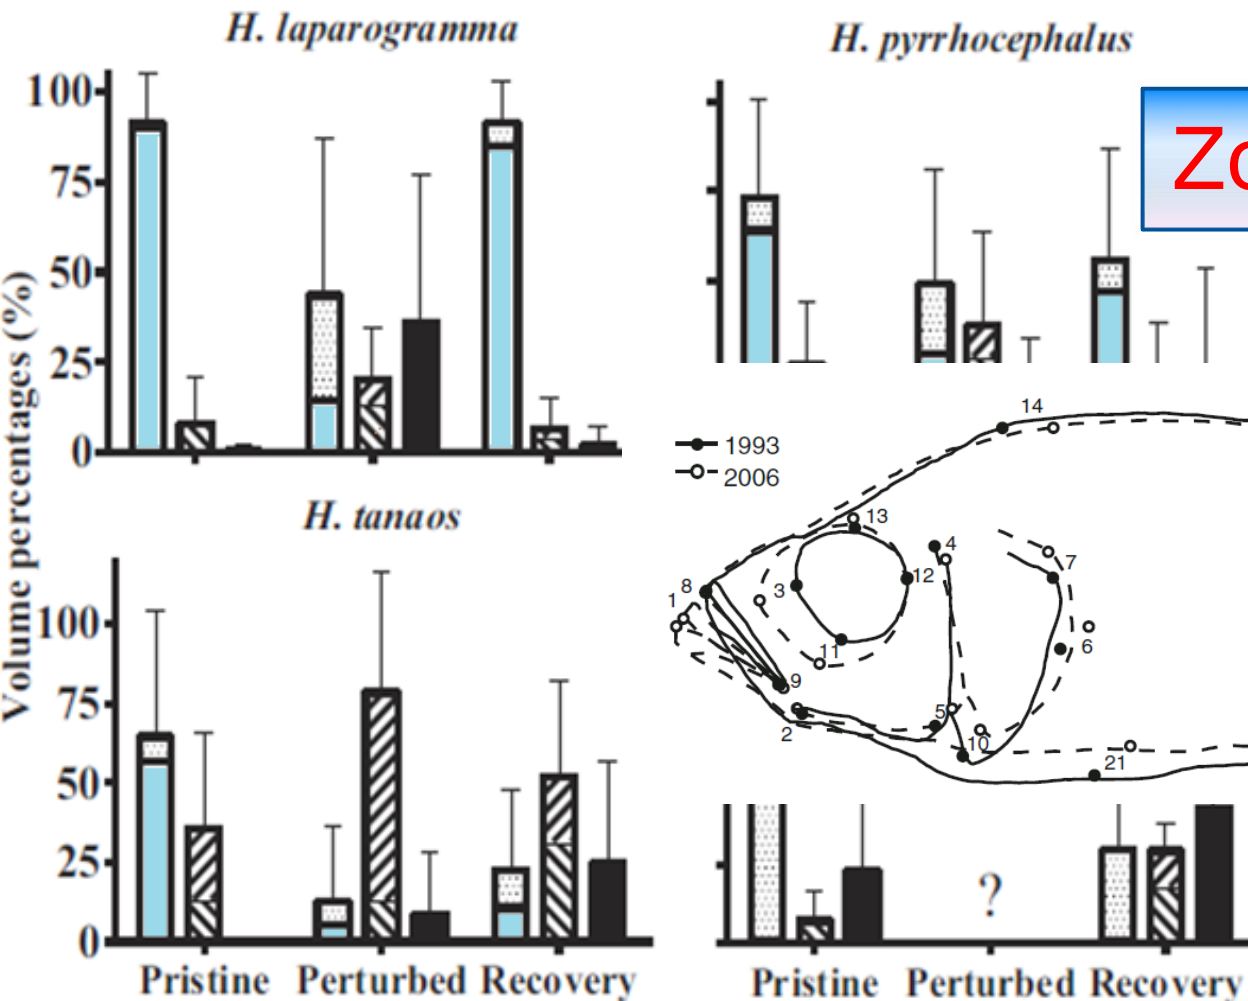 H. laparogramma
H. pyrrhocephalus
Zo
Volume percentages (%)
100
75
50
25
0
H. tanaos
100
75
50
25
0
Pristine
Perturbed
Recovery
1993
2006
14
13
4
7
12
3
8
1
11
6
9
5
2
10
21
?
Pristine
Perturbed
Recovery